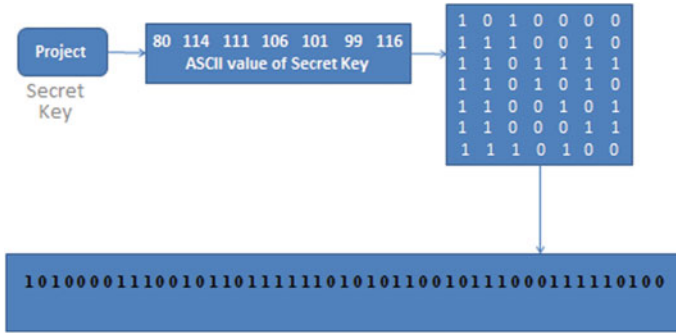 Project
Secret
Key
80 114 111 106 101 99 116
ASCII value of Secret Key
1 0 1 0 0 0 0
1 1 1 0 0 1 0
1 1 0 1 1 1 1
1 1 0 1 0 1 0
1 1 0 0 1 0 1
1 1 0 0 0 1 1
1 1 1 0 1 0 0
1010000111001011011111101010110010111000111110100